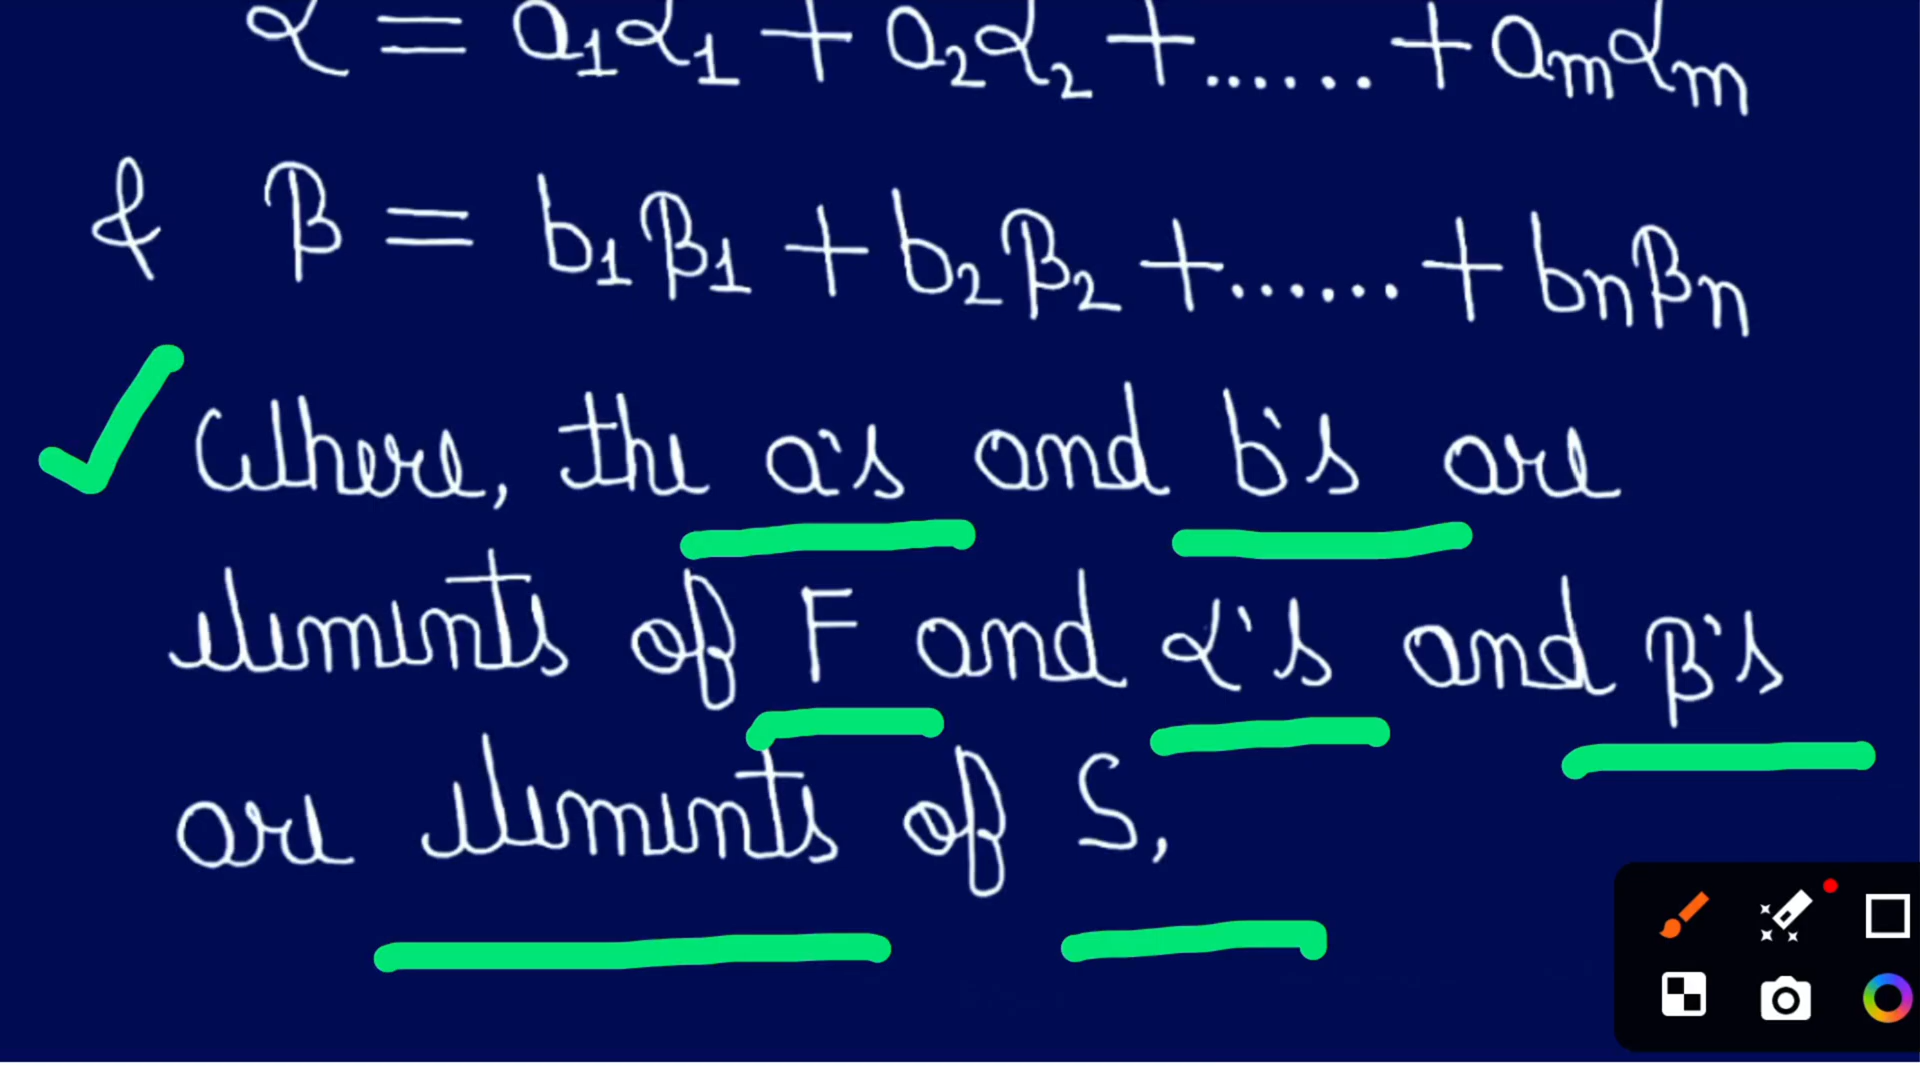 α = a₁α₁ + a₂α₂ +...... + amαm
& β = b₁β₁ + b₂β₂ +...... + bnβn
Where, the a's and b's are
elements of F and α's and β's
are elements of S,